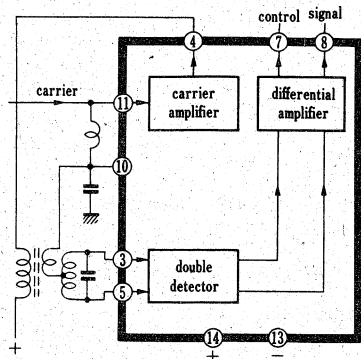 control signal
4 7 8
carrier
11
carrier
amplifier
differential
amplifier
10
3
5
double
detector
14 13
+ + −